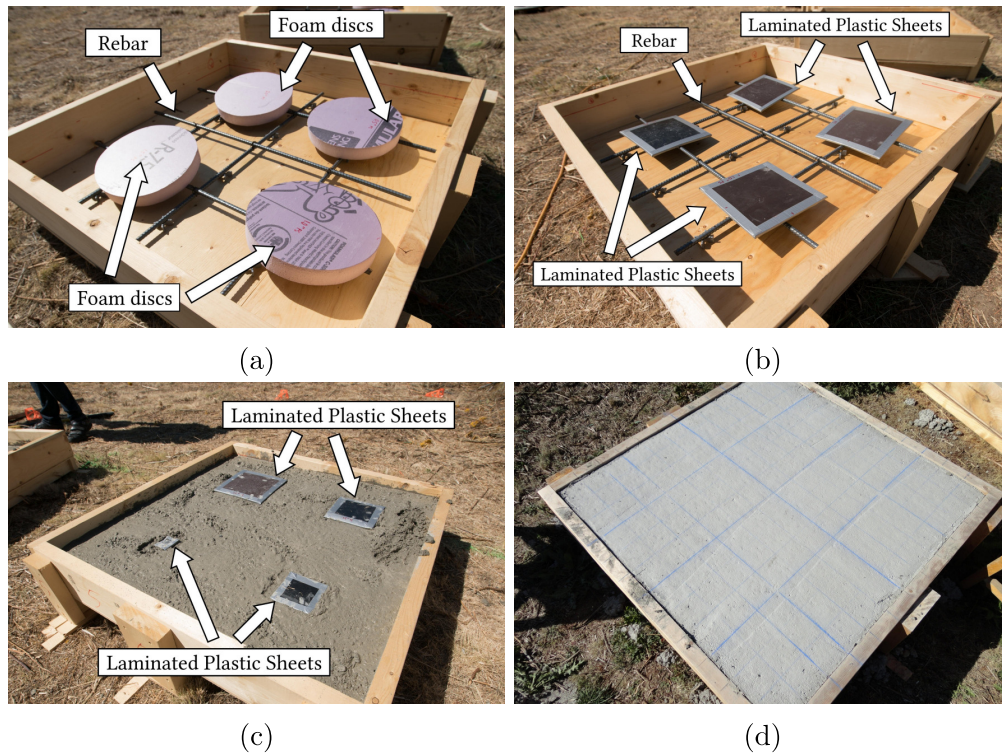 Foam discs
Rebar
Foam discs
(a)
Laminated Plastic Sheets
Rebar
Laminated Plastic Sheets
(b)
Laminated Plastic Sheets
Laminated Plastic Sheets
(c)
(d)